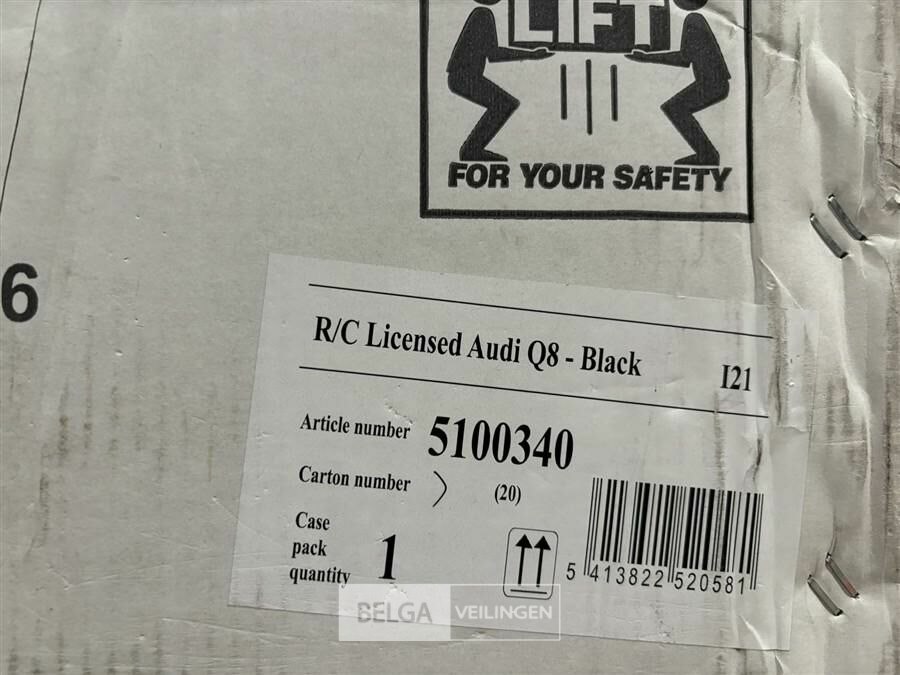 LIFT
FOR YOUR SAFETY
6
R/C Licensed Audi Q8 - Black I21
Article number 5100340
Carton number (20)
Case
pack
quantity 1
5 413822 520581
BELGA VEILINGEN